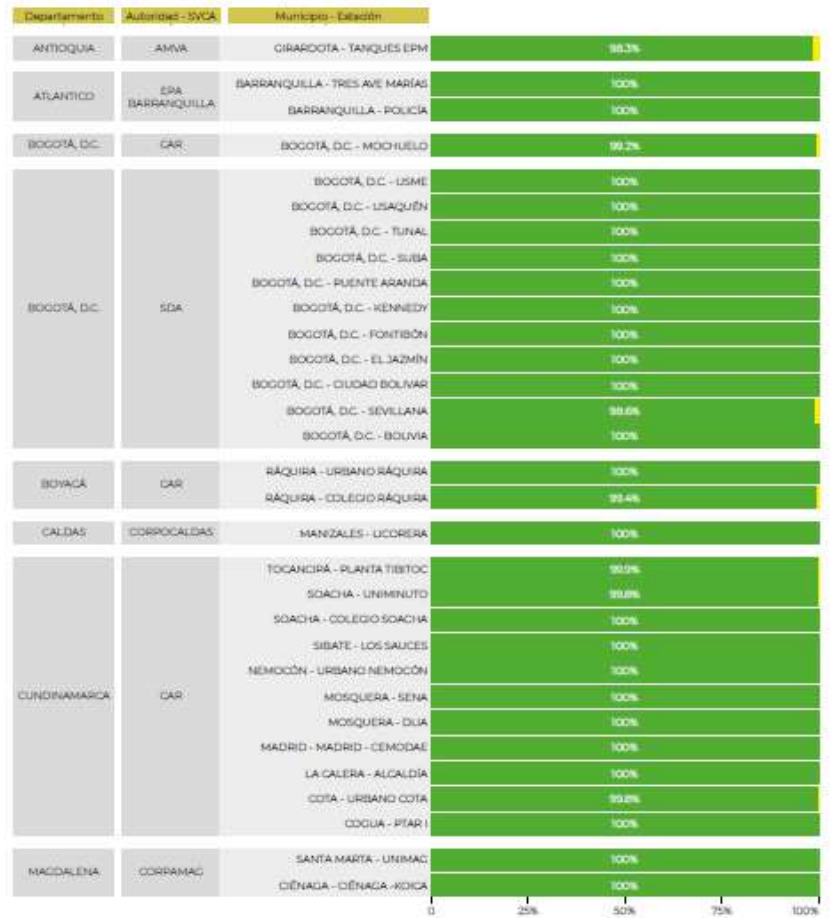 Departamento Autoridad - SVCA Municipio - Estación
ANTIOQUIA AMVA GIRARDOTA - TANQUES EPM 98.3%
ATLANTICO EPA BARRANQUILLA BARRANQUILLA - TRES AVE MARÍAS 100%
BARRANQUILLA - POLICÍA 100%
BOGOTÁ, D.C. CAR BOGOTÁ, D.C. - MOCHUELO 99.2%
BOGOTÁ, D.C. SDA BOGOTÁ, D.C. - USME 100%
BOGOTÁ, D.C. - USAQUÉN 100%
BOGOTÁ, D.C. - TUNAL 100%
BOGOTÁ, D.C. - SUBA 100%
BOGOTÁ, D.C. - PUENTE ARANDA 100%
BOGOTÁ, D.C. - KENNEDY 100%
BOGOTÁ, D.C. - FONTIBÓN 100%
BOGOTÁ, D.C. - EL JAZMÍN 100%
BOGOTÁ, D.C. - CIUDAD BOLIVAR 100%
BOGOTÁ, D.C. - SEVILLANA 98.6%
BOGOTÁ, D.C. - BOLIVIA 100%
BOYACÁ CAR RÁQUIRA - URBANO RÁQUIRA 100%
RÁQUIRA - COLEGIO RÁQUIRA 99.4%
CALDAS CORPOCALDAS MANIZALES - LICORERA 100%
CUNDINAMARCA CAR TOCANCIPÁ - PLANTA TIBITOC 99.9%
SOACHA - UNIMINUTO 99.8%
SOACHA - COLEGIO SOACHA 100%
SIBATE - LOS SAUCES 100%
NEMOCÓN - URBANO NEMOCÓN 100%
MOSQUERA - SENA 100%
MOSQUERA - DIJA 100%
MADRID - MADRID - CEMODAE 100%
LA CALERA - ALCALDÍA 100%
COTA - URBANO COTA 99.8%
COGUA - PTAR I 100%
MAGDALENA CORPAMAG SANTA MARTA - UNIMAG 100%
CIÉNAGA - CIÉNAGA -KOICA 100%
0 25% 50% 75% 100%